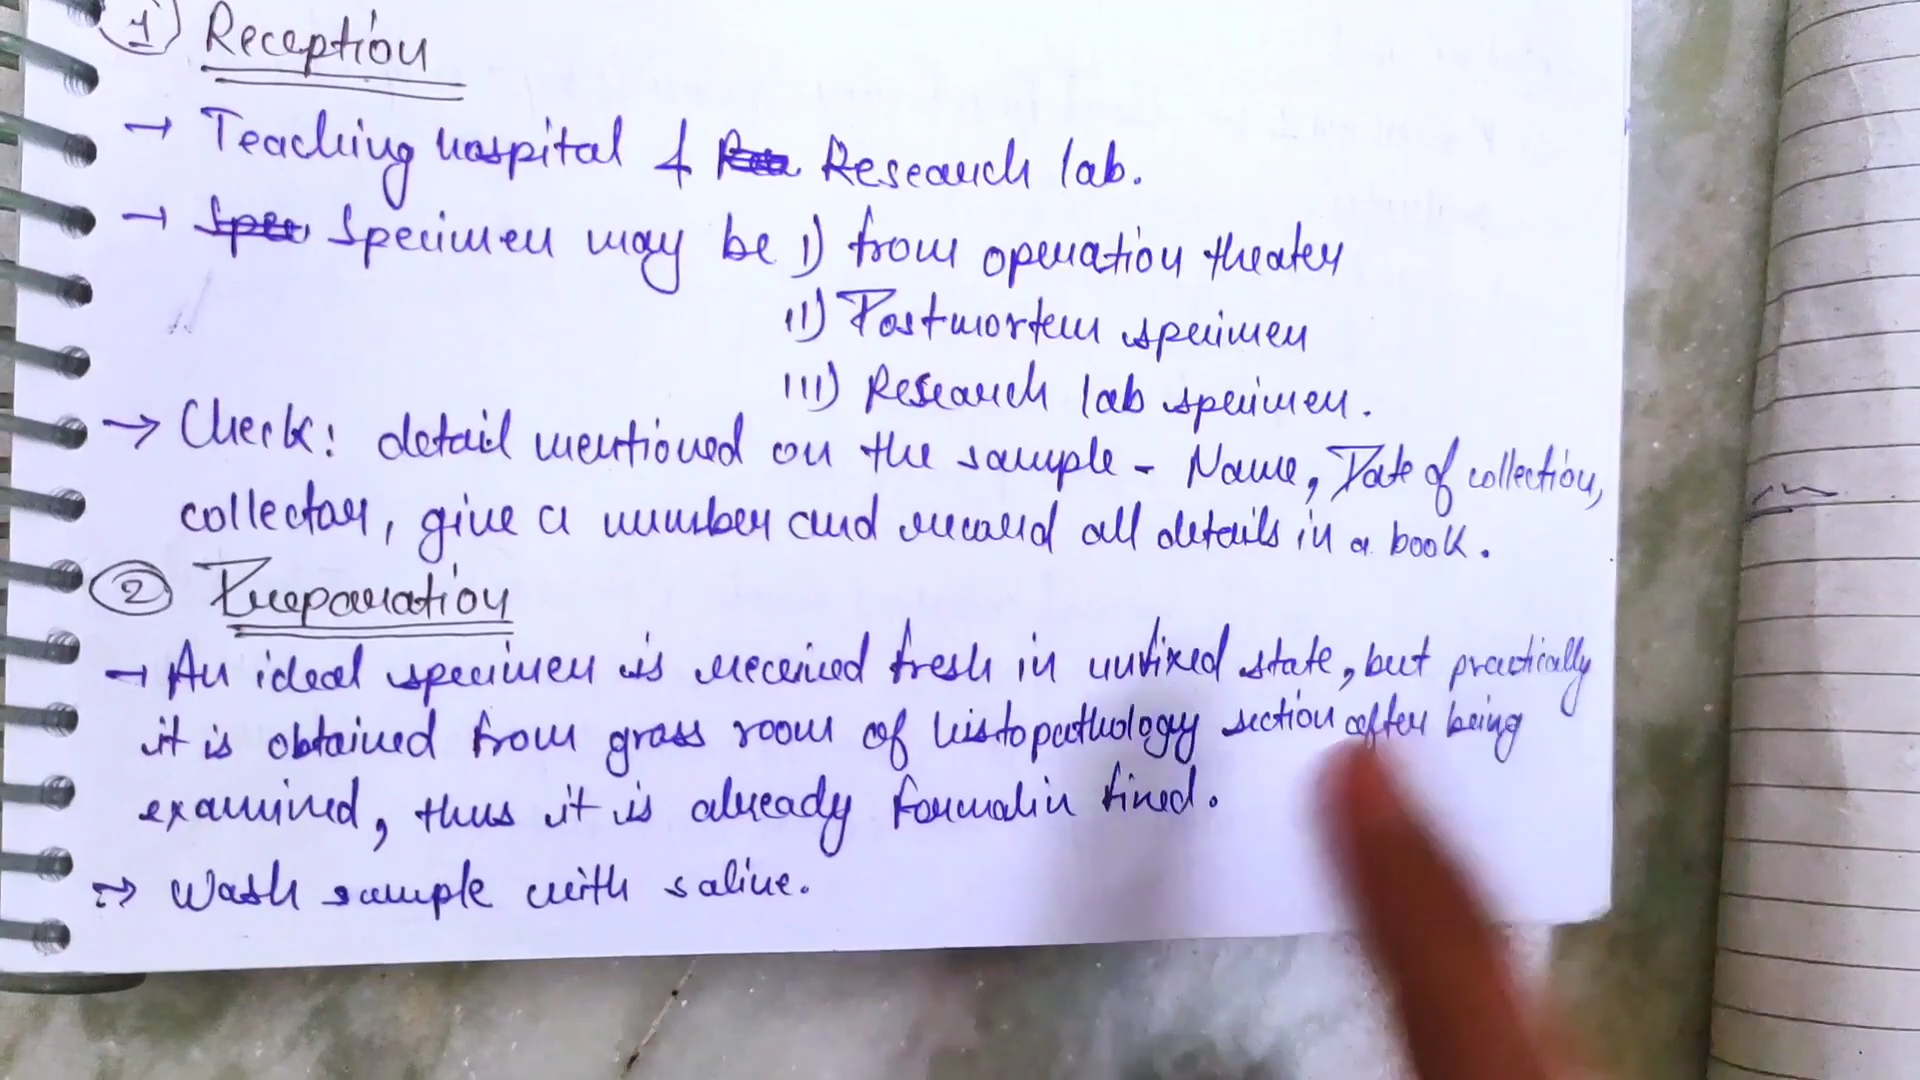 1) Reception
→ Teaching hospital & Research lab.
→ Specimen may be i) from operation theater
ii) Postmortem specimen
iii) Research lab specimen.
→ Check: detail mentioned on the sample - Name, Date of collection,
collector, give a number and record all details in a book.
2 Preparation
→ An ideal specimen is received fresh in unfixed state, but practically
it is obtained from grass room of histopathology section after being
examined, thus it is already formalin fixed.
→ Wash sample with saline.